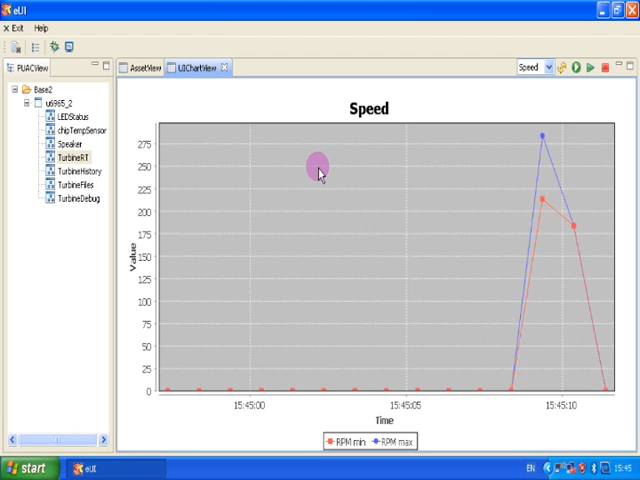 eUI
X Exit Help
PUACView
AssetView
UIChartView
Speed
Base2
u6965_2
LEDStatus
chipTempSensor
Speaker
TurbineRT
TurbineHistory
TurbineFiles
TurbineDebug
Speed
275
250
225
200
175
150
125
100
75
50
25
0
Value
15:45:00
15:45:05
15:45:10
Time
RPM min
RPM max
start
eUI
EN
15:45